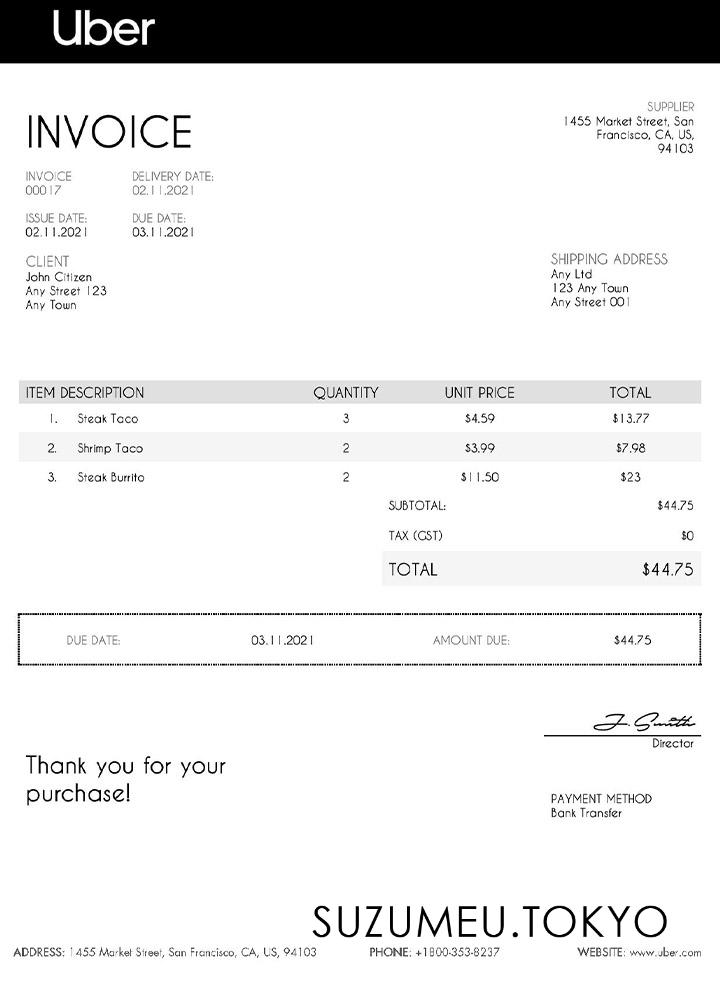 Uber
INVOICE
SUPPLIER
1455 Market Street, San
Francisco, CA, US,
94103
INVOICE
00017
DELIVERY DATE:
02.11.2021
ISSUE DATE:
02.11.2021
DUE DATE:
03.11.2021
CLIENT
John Citizen
Any Street 123
Any Town
SHIPPING ADDRESS
Any Ltd
123 Any Town
Any Street 001
ITEM DESCRIPTION QUANTITY UNIT PRICE TOTAL
1. Steak Taco 3 $4.59 $13.77
2. Shrimp Taco 2 $3.99 $7.98
3. Steak Burrito 2 $11.50 $23
SUBTOTAL: $44.75
TAX (GST) $0
TOTAL $44.75
DUE DATE: 03.11.2021 AMOUNT DUE: $44.75
J. Smith
Director
Thank you for your
purchase!
PAYMENT METHOD
Bank Transfer
SUZUMEU.TOKYO
ADDRESS: 1455 Market Street, San Francisco, CA, US, 94103 PHONE: +1800-353-8237 WEBSITE: www.uber.com